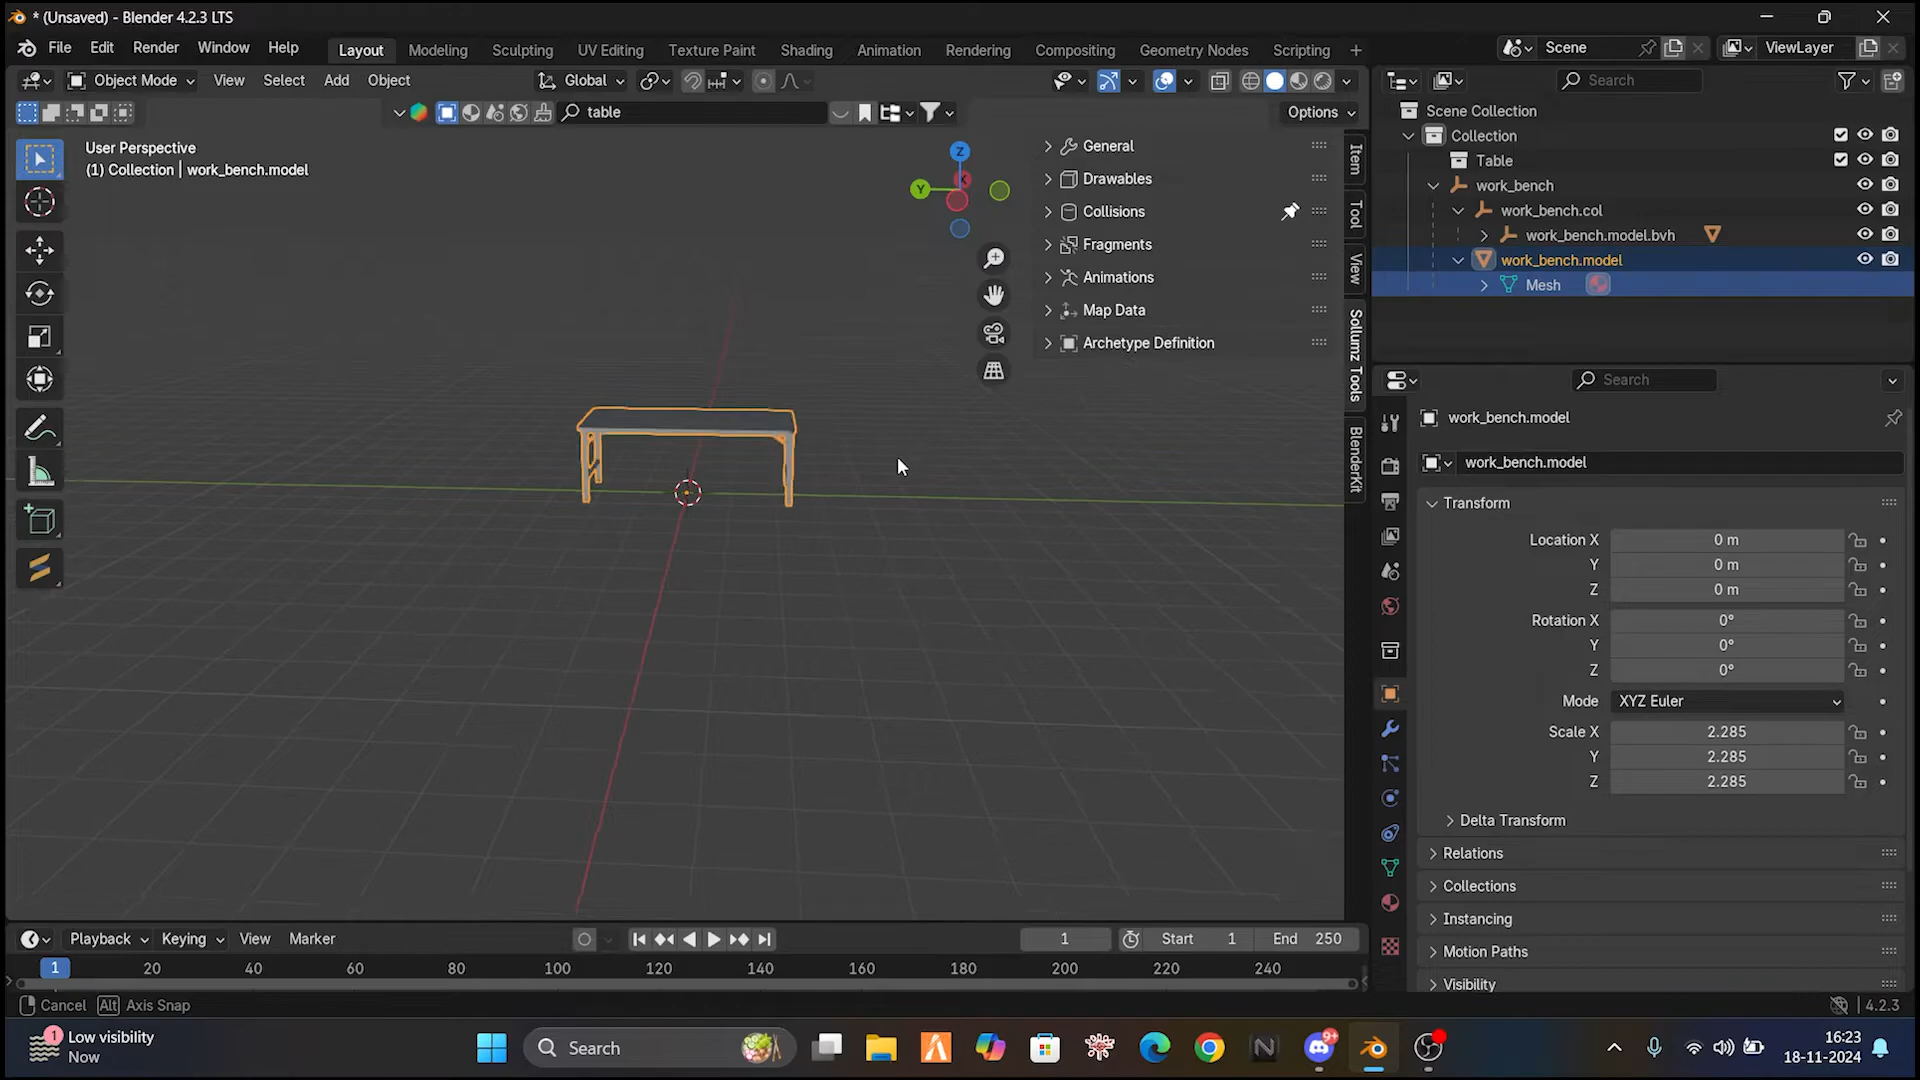 * (Unsaved) - Blender 4.2.3 LTS
File Edit Render Window Help
Layout Modeling Sculpting UV Editing Texture Paint Shading Animation Rendering Compositing Geometry Nodes Scripting +
Scene
ViewLayer
Object Mode View Select Add Object
Global
Search
table
Options
User Perspective
(1) Collection | work_bench.model
Z
X
Y
General
Drawables
Collisions
Fragments
Animations
Map Data
Archetype Definition
Item
Tool
View
Sollumz Tools
BlenderKit
Scene Collection
Collection
Table
work_bench
work_bench.col
work_bench.model.bvh
work_bench.model
Mesh
Search
work_bench.model
work_bench.model
Transform
Location X 0 m
Y 0 m
Z 0 m
Rotation X 0°
Y 0°
Z 0°
Mode XYZ Euler
Scale X 2.285
Y 2.285
Z 2.285
Delta Transform
Relations
Collections
Instancing
Motion Paths
Visibility
Playback Keying View Marker
1
Start 1
End 250
1 20 40 60 80 100 120 140 160 180 200 220 240
Cancel Alt Axis Snap
4.2.3
1
Low visibility
Now
Search
9+
16:23
18-11-2024